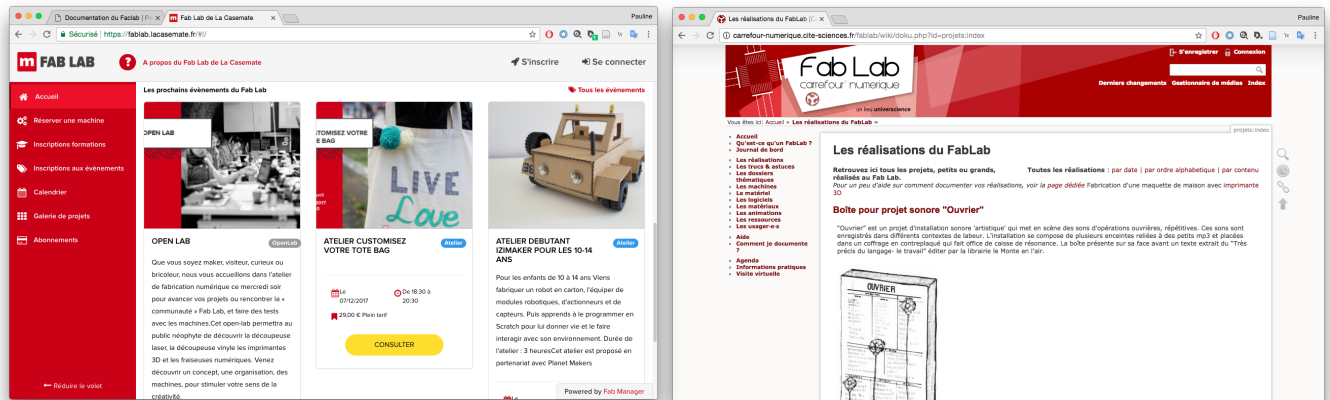 Documentation du Faclab | Po
Fab Lab de La Casemate
Pauline
Sécurisé | https://fablab.lacasemate.fr/#!/
m FAB LAB
?
A propos du Fab Lab de La Casemate
S'inscrire
Se connecter
Accueil
Réserver une machine
Inscriptions formations
Inscriptions aux évènements
Calendrier
Galerie de projets
Abonnements
Réduire le volet
Les prochains évènements du Fab Lab
Tous les évènements
OPEN LAB
OPEN LAB
OpenLab
Que vous soyez maker, visiteur, curieux ou
bricoleur, nous vous accueillons dans l'atelier
de fabrication numérique ce mercredi soir
pour avancer vos projets ou rencontrer la «
communauté » Fab Lab, et faire des tests
avec les machines.Cet open-lab permettra au
public néophyte de découvrir la découpeuse
laser, la découpeuse vinyle les imprimantes
3D et les fraiseuses numériques. Venez
découvrir un concept, une organisation, des
machines, pour stimuler votre sens de la
créativité.
STOMISEZ VOTRE
E BAG
LIVE
Love
ATELIER CUSTOMISEZ
VOTRE TOTE BAG
Atelier
Le
07/12/2017
De 18:30 à
20:30
29,00 € Plein tarif
CONSULTER
ATELIER DEBUTANT
IZIMAKER POUR LES 10-14
ANS
Atelier
Pour les enfants de 10 à 14 ans Viens
fabriquer un robot en carton, l'équiper de
modules robotiques, d'actionneurs et de
capteurs. Puis apprends à le programmer en
Scratch pour lui donner vie et le faire
interagir avec son environnement. Durée de
l'atelier : 3 heuresCet atelier est proposé en
partenariat avec Planet Makers
Le
Powered by Fab Manager
Les réalisations du FabLab [C
Pauline
carrefour-numerique.cite-sciences.fr/fablab/wiki/doku.php?id=projets:index
Fab Lab
carrefour numerique
un lieu universcience
S'enregistrer
Connexion
Derniers changements Gestionnaire de médias Index
Vous êtes ici: Accueil » Les réalisations du FabLab »
projets:index
Accueil
Qu'est-ce qu'un FabLab ?
Journal de bord
Les réalisations
Les trucs & astuces
Les dossiers
thématiques
Les machines
Le matériel
Les logiciels
Les matériaux
Les animations
Les ressources
Les usager-e-s
Aide
Comment je documente
?
Agenda
Informations pratiques
Visite virtuelle
Les réalisations du FabLab
Retrouvez ici tous les projets, petits ou grands,
réalisés au Fab Lab.
Toutes les réalisations : par date | par ordre alphabetique | par contenu
Pour un peu d'aide sur comment documenter vos réalisations, voir la page dédiée Fabrication d'une maquette de maison avec imprimante
3D
Boîte pour projet sonore "Ouvrier"
"Ouvrier" est un projet d'installation sonore 'artistique' qui met en scène des sons d'opérations ouvrières, répétitives. Ces sons sont
enregistrés dans différents contextes de labeur. L'installation se compose de plusieurs enceintes reliées à des petits mp3 et placées
dans un coffrage en contreplaqué qui fait office de caisse de résonance. La boîte présente sur sa face avant un texte extrait du "Très
précis du langage- le travail" éditer par la librairie le Monte en l'air.
OUVRIER